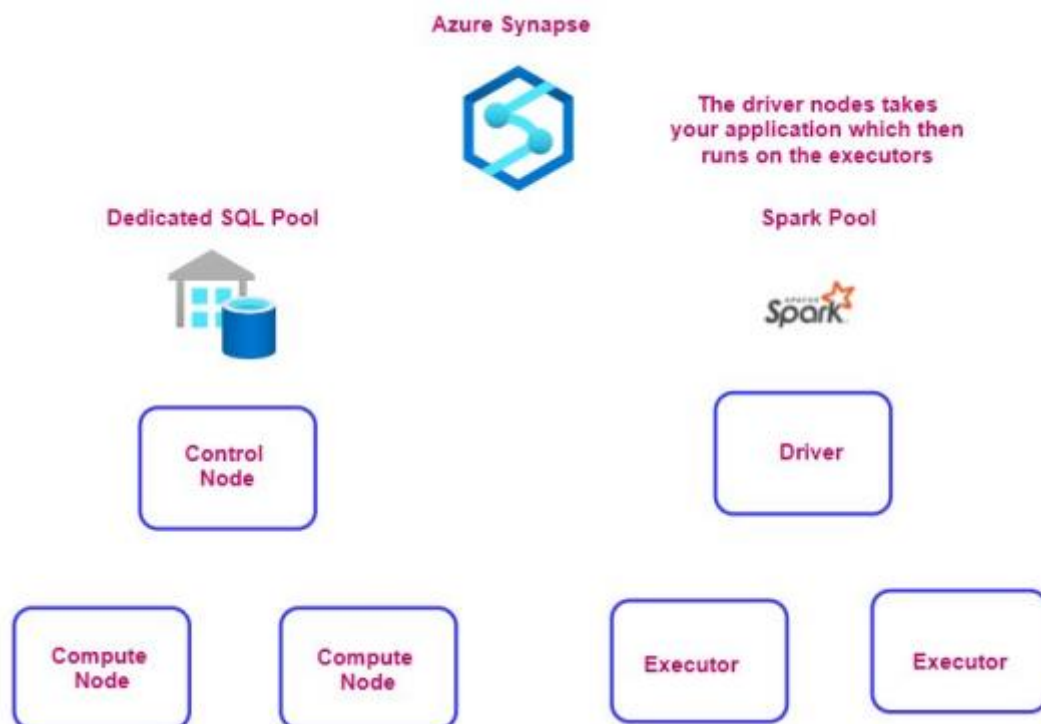 Azure Synapse
The driver nodes takes
your application which then
runs on the executors
Dedicated SQL Pool
Spark Pool
APACHE
Spark
Control
Node
Driver
Compute
Node
Compute
Node
Executor
Executor